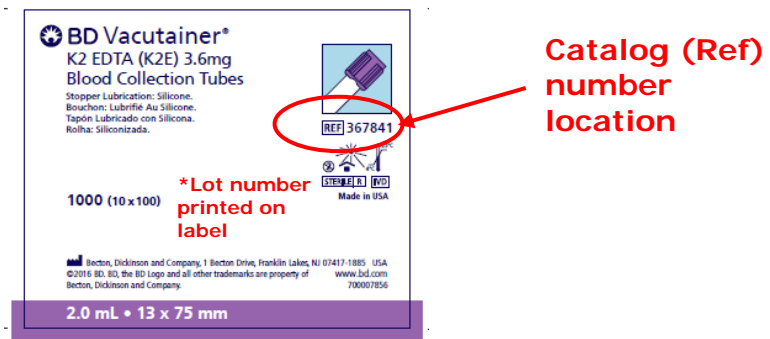 BD Vacutainer®
K2 EDTA (K2E) 3.6mg
Blood Collection Tubes
Stopper Lubrication: Silicone.
Bouchon: Lubrifié Au Silicone.
Tapón Lubricado con Silicona.
Rolha: Siliconizada.
REF 367841
STERILE R IVD
Made in USA
1000 (10 x 100)
*Lot number
printed on
label
Becton, Dickinson and Company, 1 Becton Drive, Franklin Lakes, NJ 07417-1885 USA
©2016 BD. BD, the BD Logo and all other trademarks are property of
Becton, Dickinson and Company.
www.bd.com
700007856
2.0 mL • 13 x 75 mm
Catalog (Ref)
number
location